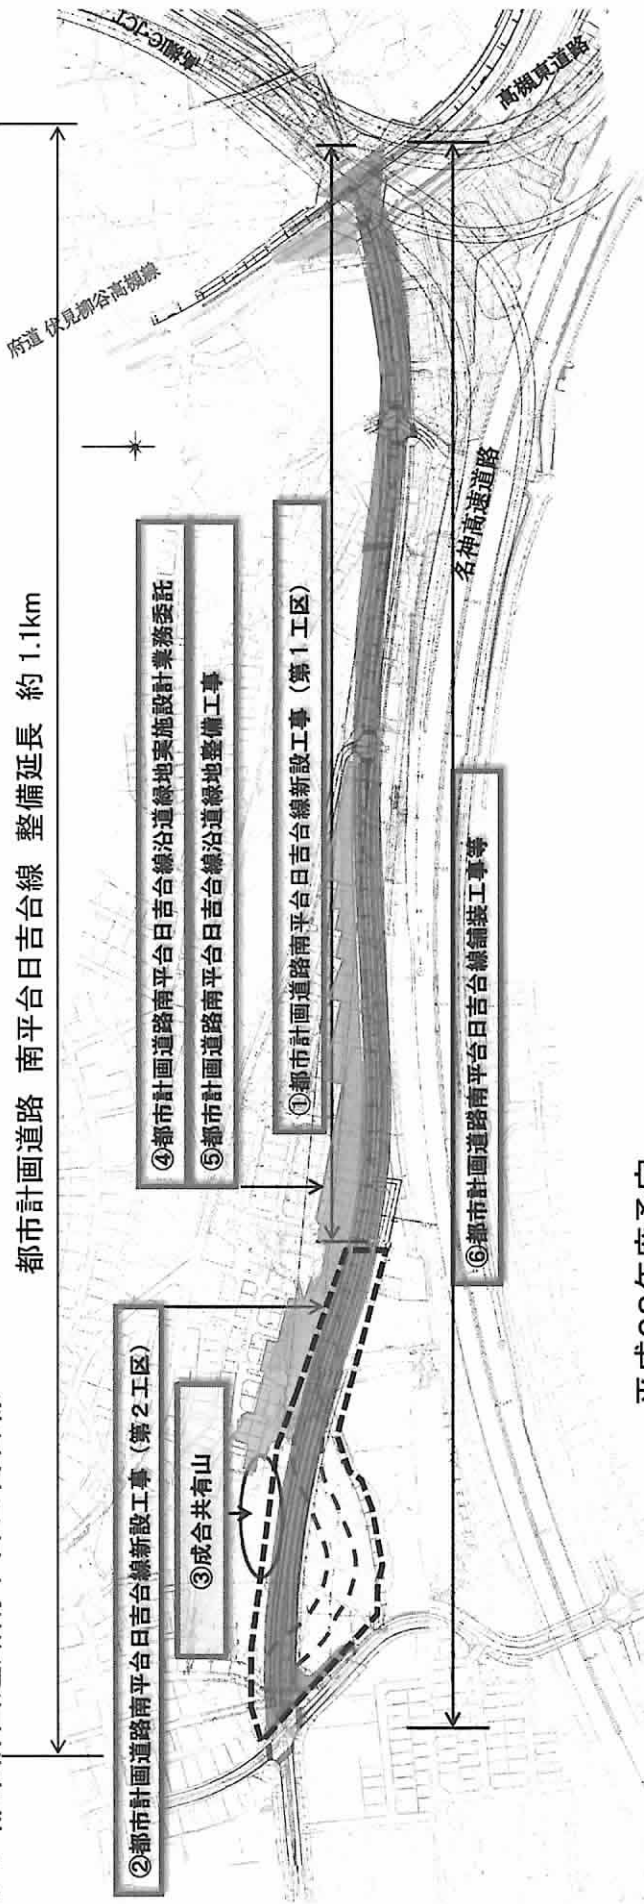 都市計画道路 南平台日吉台線 整備延長 約1.1km
府道 伏見柳谷高槻線
高槻IC・JCT
高槻東道路
②都市計画道路南平台日吉台線新設工事（第２工区）
③成合共有山
④都市計画道路南平台日吉台線沿道緑地実施設計業務委託
⑤都市計画道路南平台日吉台線沿道緑地整備工事
①都市計画道路南平台日吉台線新設工事（第１工区）
名神高速道路
⑥都市計画道路南平台日吉台線舗装工事等